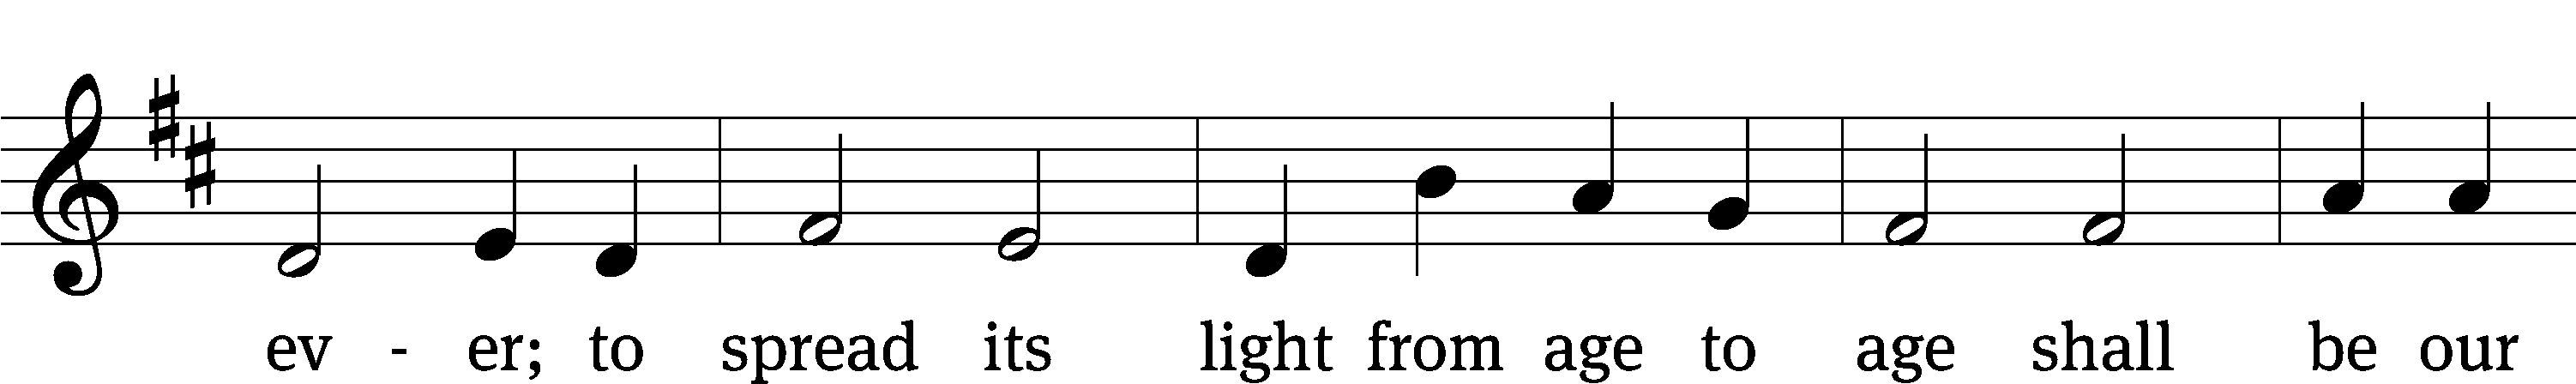 ev - er; to spread its light from age to age shall be our